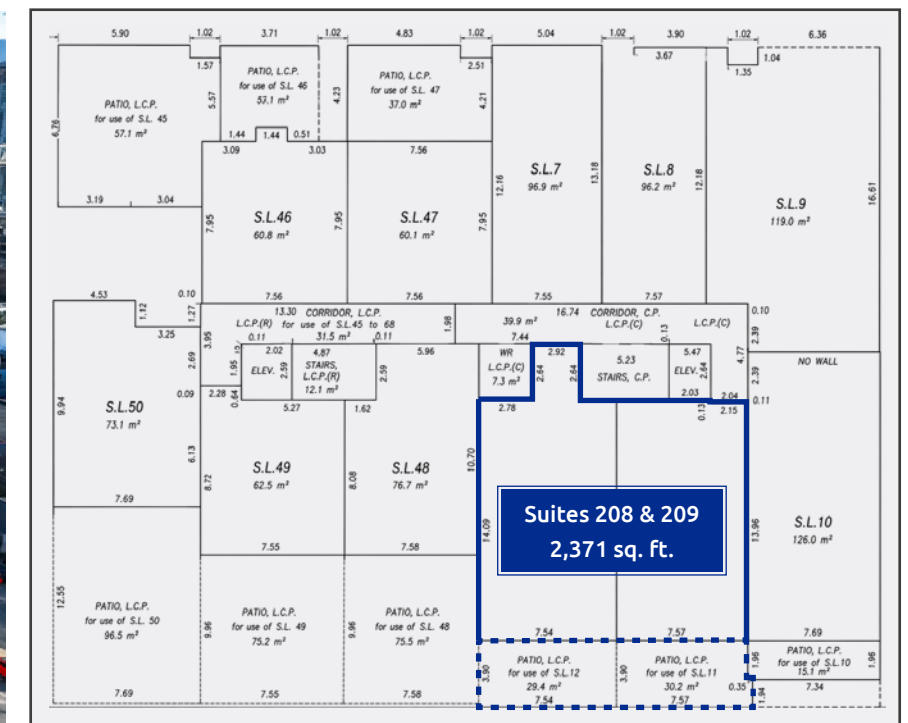 5.90 1.02 3.71 1.02 4.83 5.04 1.02 3.90 1.02 6.36
1.57 2.51 3.67 1.35 1.04
PATIO, L.C.P.
for use of S.L. 46
53.1 m²
PATIO, L.C.P.
for use of S.L. 47
37.0 m²
PATIO, L.C.P.
for use of S.L. 45
57.1 m²
6.76 5.57 4.23 4.21
1.44 1.44 0.51
3.09 3.03 7.56
S.L.7
96.9 m²
S.L.8
96.2 m²
12.16 13.18 12.18 16.61
3.19 3.04
S.L.46
60.8 m²
S.L.47
60.1 m²
S.L.9
119.0 m²
7.95 7.95 7.95
4.53 0.10 7.56 7.56 7.55 7.57
1.12 1.27
3.25
13.30 CORRIDOR, L.C.P.
L.C.P.(R) for use of S.L.45 to 68
31.5 m²
0.11 0.11
1.98
16.74 CORRIDOR, C.P.
39.9 m² L.C.P.(C) L.C.P.(C)
7.44 0.13
0.10
2.39
3.95 2.69
2.02
ELEV. 2.59
1.95
4.87
STAIRS,
L.C.P.(R)
12.1 m²
2.59
5.96
WR
L.C.P.(C)
7.3 m²
2.92
2.64 2.64
5.23
STAIRS, C.P.
5.47
ELEV. 2.64
4.77
NO WALL
2.39
0.09 2.28 0.64 5.27 1.62 2.78 2.03 0.13 2.04 2.15 0.11
9.94
S.L.50
73.1 m²
6.13
8.72
S.L.49
62.5 m²
8.08
S.L.48
76.7 m²
10.70
14.09
Suites 208 & 209
2,371 sq. ft.
13.96
S.L.10
126.0 m²
7.69
7.55 7.58
12.55
PATIO, L.C.P.
for use of S.L. 50
96.5 m²
9.96
PATIO, L.C.P.
for use of S.L. 49
75.2 m²
9.96
PATIO, L.C.P.
for use of S.L. 48
75.5 m²
7.54 7.57 7.69
3.90
PATIO, L.C.P.
for use of S.L.12
29.4 m²
3.90
PATIO, L.C.P.
for use of S.L.11
30.2 m²
0.35
1.96
PATIO, L.C.P.
for use of S.L.10
15.1 m²
1.96
1.94
7.69 7.55 7.58 7.54 7.57 7.34